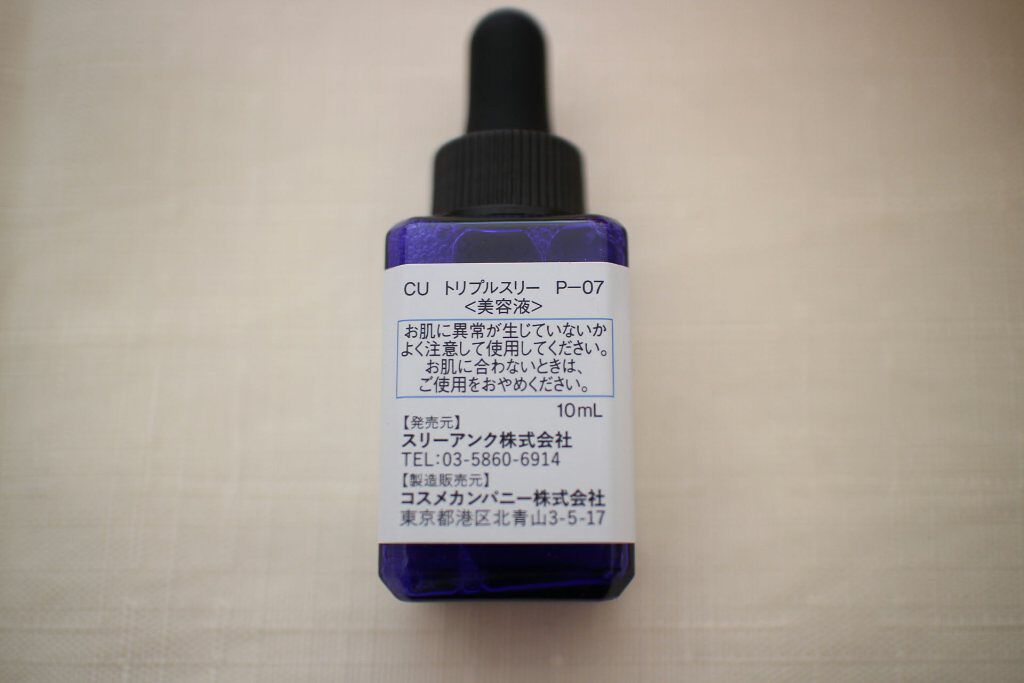 CU トリプルスリー P-07
<美容液>
お肌に異常が生じていないか
よく注意して使用してください。
お肌に合わないときは、
ご使用をおやめください。
10mL
【発売元】
スリーアンク株式会社
TEL:03-5860-6914
【製造販売元】
コスメカンパニー株式会社
東京都港区北青山3-5-17